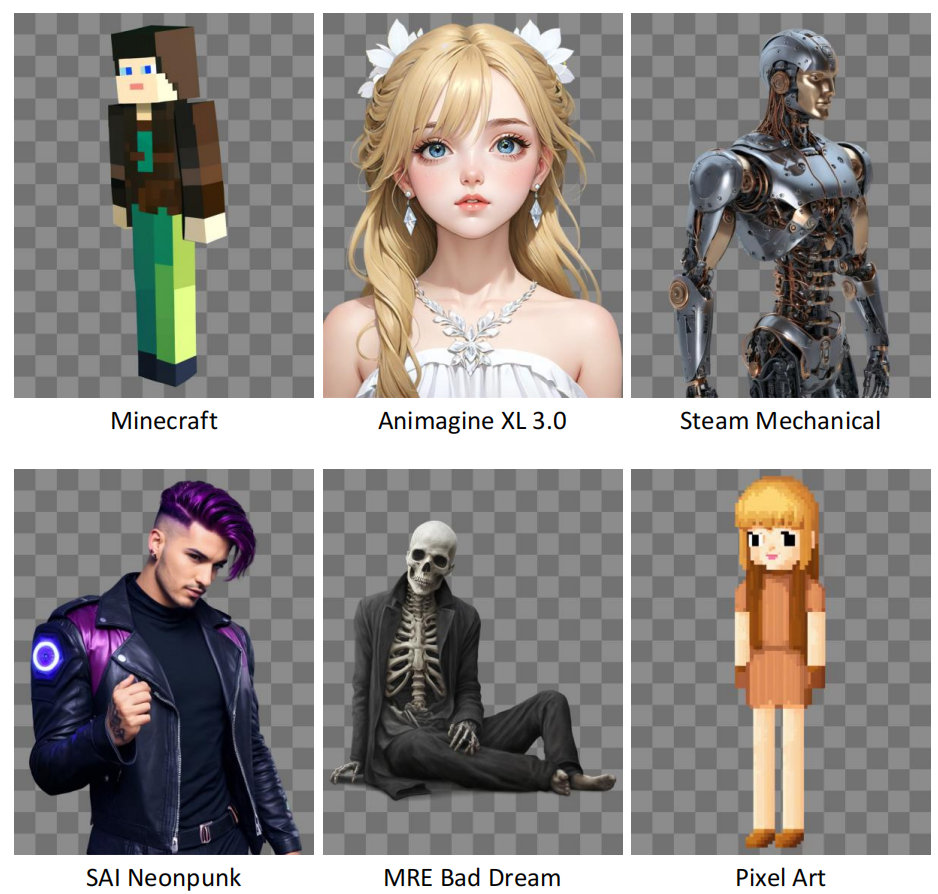 Minecraft
Animagine XL 3.0
Steam Mechanical
SAI Neonpunk
MRE Bad Dream
Pixel Art